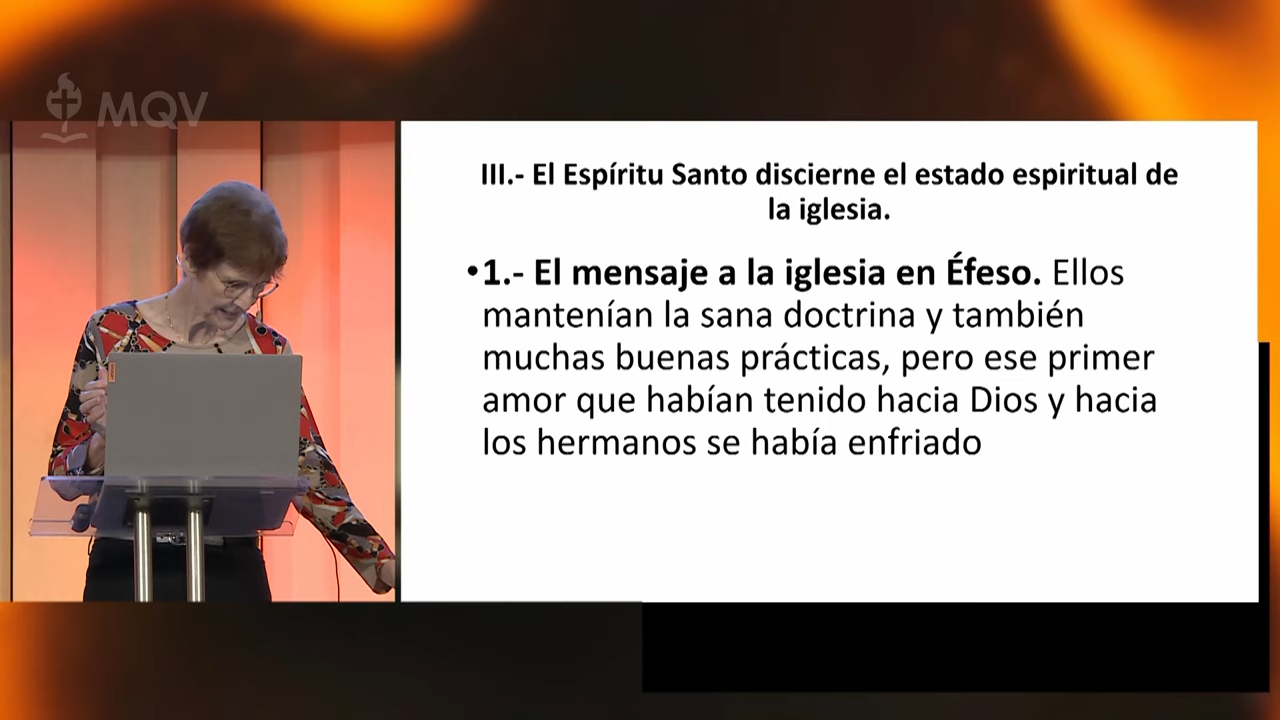 MQV
III.- El Espíritu Santo discierne el estado espiritual de
la iglesia.
•1.- El mensaje a la iglesia en Éfeso. Ellos
mantenían la sana doctrina y también
muchas buenas prácticas, pero ese primer
amor que habían tenido hacia Dios y hacia
los hermanos se había enfriado